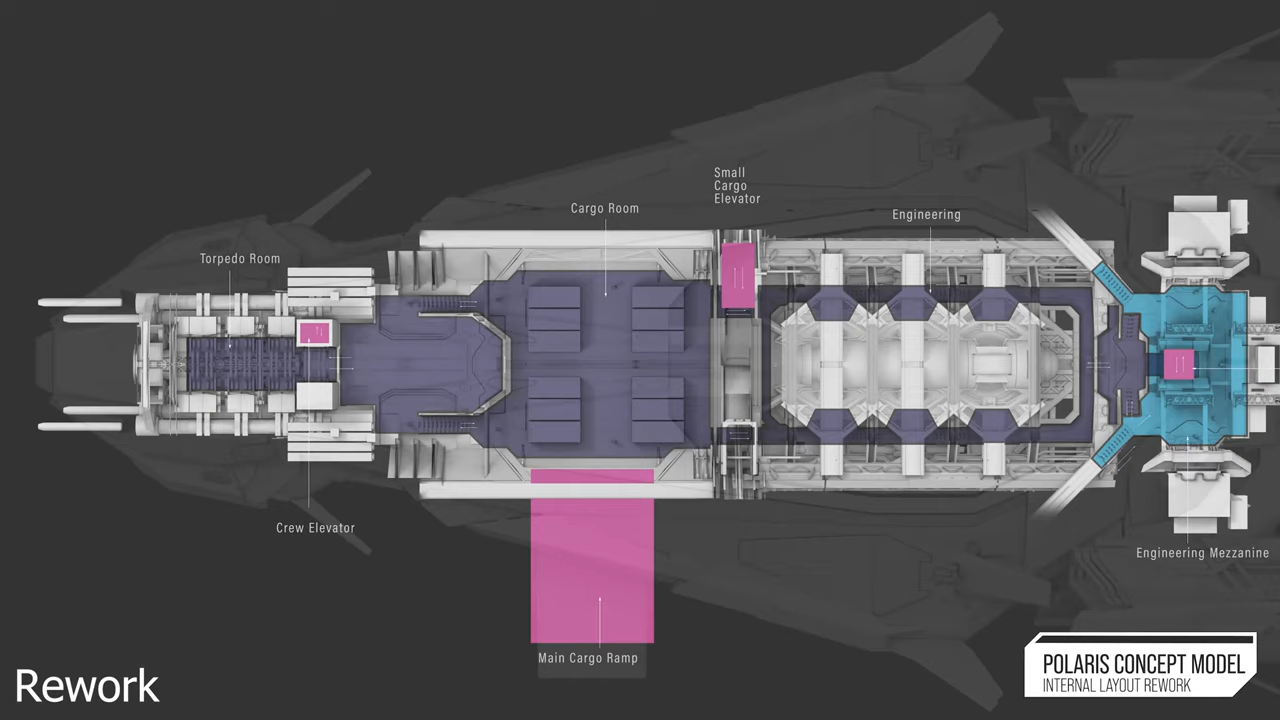 Small
Cargo
Elevator
Cargo Room
Engineering
Torpedo Room
Crew Elevator
Engineering Mezzanine
Main Cargo Ramp
Rework
POLARIS CONCEPT MODEL
INTERNAL LAYOUT REWORK